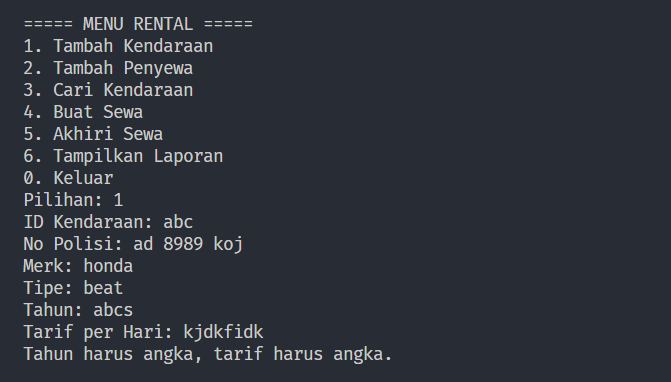 ===== MENU RENTAL =====
1. Tambah Kendaraan
2. Tambah Penyewa
3. Cari Kendaraan
4. Buat Sewa
5. Akhiri Sewa
6. Tampilkan Laporan
0. Keluar
Pilihan: 1
ID Kendaraan: abc
No Polisi: ad 8989 koj
Merk: honda
Tipe: beat
Tahun: abcs
Tarif per Hari: kjdkfidk
Tahun harus angka, tarif harus angka.